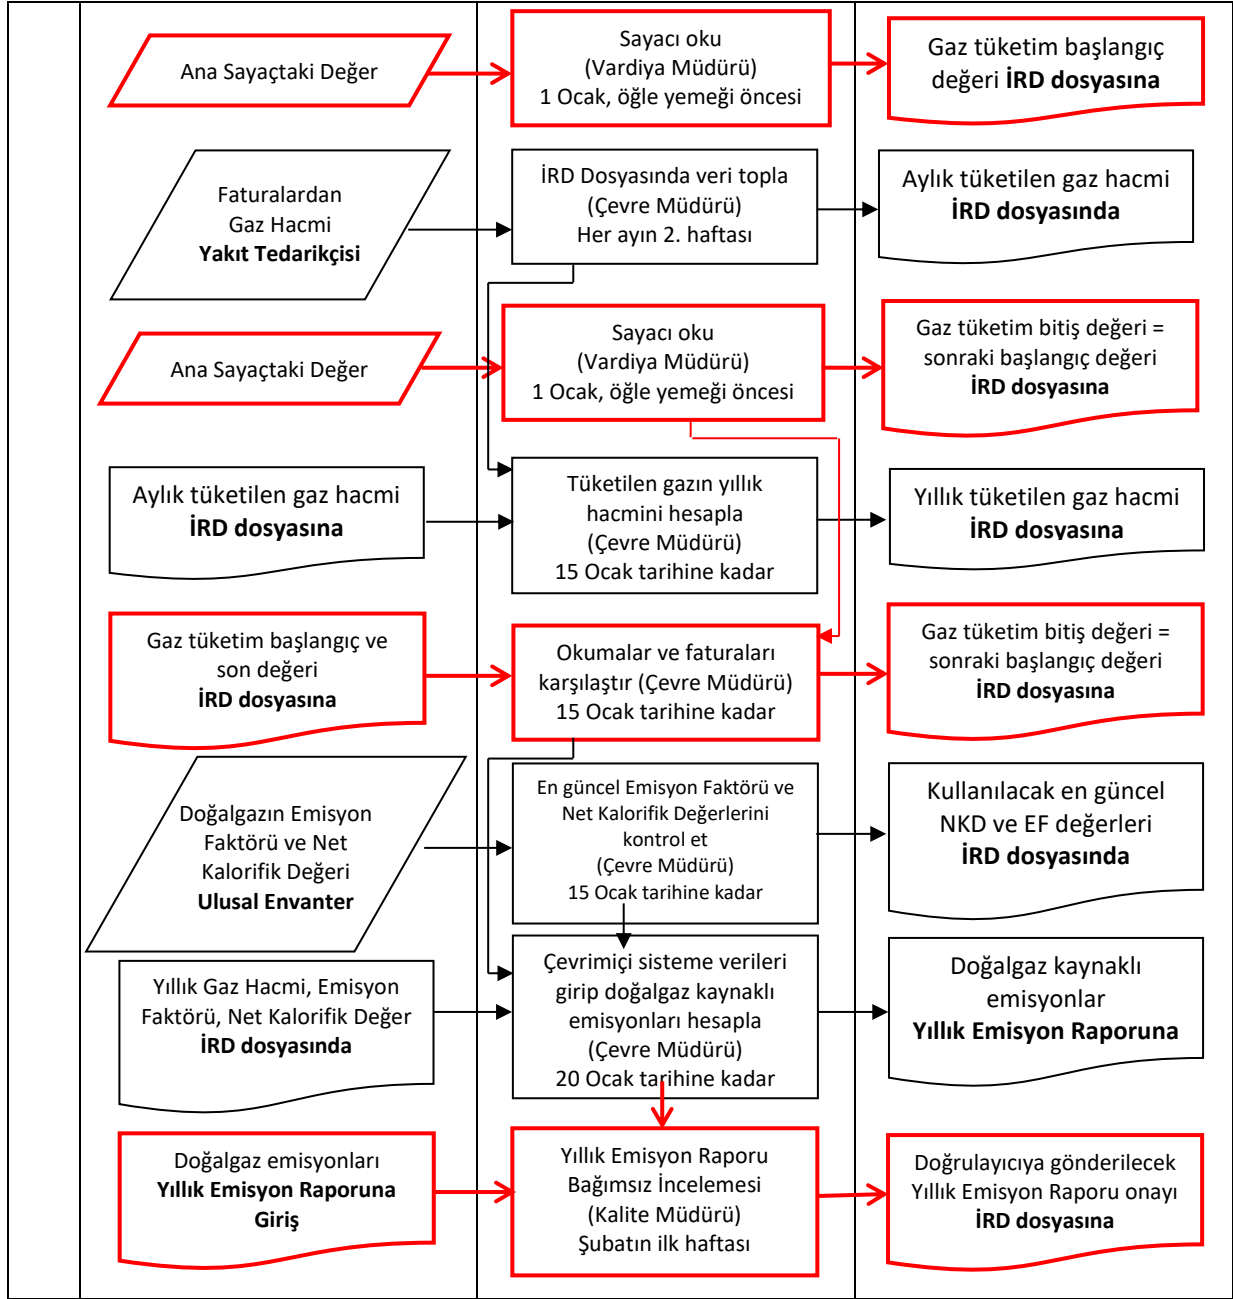 Ana Sayaçtaki Değer
Sayacı oku
(Vardiya Müdürü)
1 Ocak, öğle yemeği öncesi
Gaz tüketim başlangıç
değeri İRD dosyasına
Faturalardan
Gaz Hacmi
Yakıt Tedarikçisi
İRD Dosyasında veri topla
(Çevre Müdürü)
Her ayın 2. haftası
Aylık tüketilen gaz hacmi
İRD dosyasında
Ana Sayaçtaki Değer
Sayacı oku
(Vardiya Müdürü)
1 Ocak, öğle yemeği öncesi
Gaz tüketim bitiş değeri =
sonraki başlangıç değeri
İRD dosyasına
Aylık tüketilen gaz hacmi
İRD dosyasına
Tüketilen gazın yıllık
hacmini hesapla
(Çevre Müdürü)
15 Ocak tarihine kadar
Yıllık tüketilen gaz hacmi
İRD dosyasına
Gaz tüketim başlangıç ve
son değeri
İRD dosyasına
Okumalar ve faturaları
karşılaştır (Çevre Müdürü)
15 Ocak tarihine kadar
Gaz tüketim bitiş değeri =
sonraki başlangıç değeri
İRD dosyasına
Doğalgazın Emisyon
Faktörü ve Net
Kalorifik Değeri
Ulusal Envanter
En güncel Emisyon Faktörü ve
Net Kalorifik Değerlerini
kontrol et
(Çevre Müdürü)
15 Ocak tarihine kadar
Kullanılacak en güncel
NKD ve EF değerleri
İRD dosyasında
Yıllık Gaz Hacmi, Emisyon
Faktörü, Net Kalorifik Değer
İRD dosyasında
Çevrimiçi sisteme verileri
girip doğalgaz kaynaklı
emisyonları hesapla
(Çevre Müdürü)
20 Ocak tarihine kadar
Doğalgaz kaynaklı
emisyonlar
Yıllık Emisyon Raporuna
Doğalgaz emisyonları
Yıllık Emisyon Raporuna
Giriş
Yıllık Emisyon Raporu
Bağımsız İncelemesi
(Kalite Müdürü)
Şubatın ilk haftası
Doğrulayıcıya gönderilecek
Yıllık Emisyon Raporu onayı
İRD dosyasına